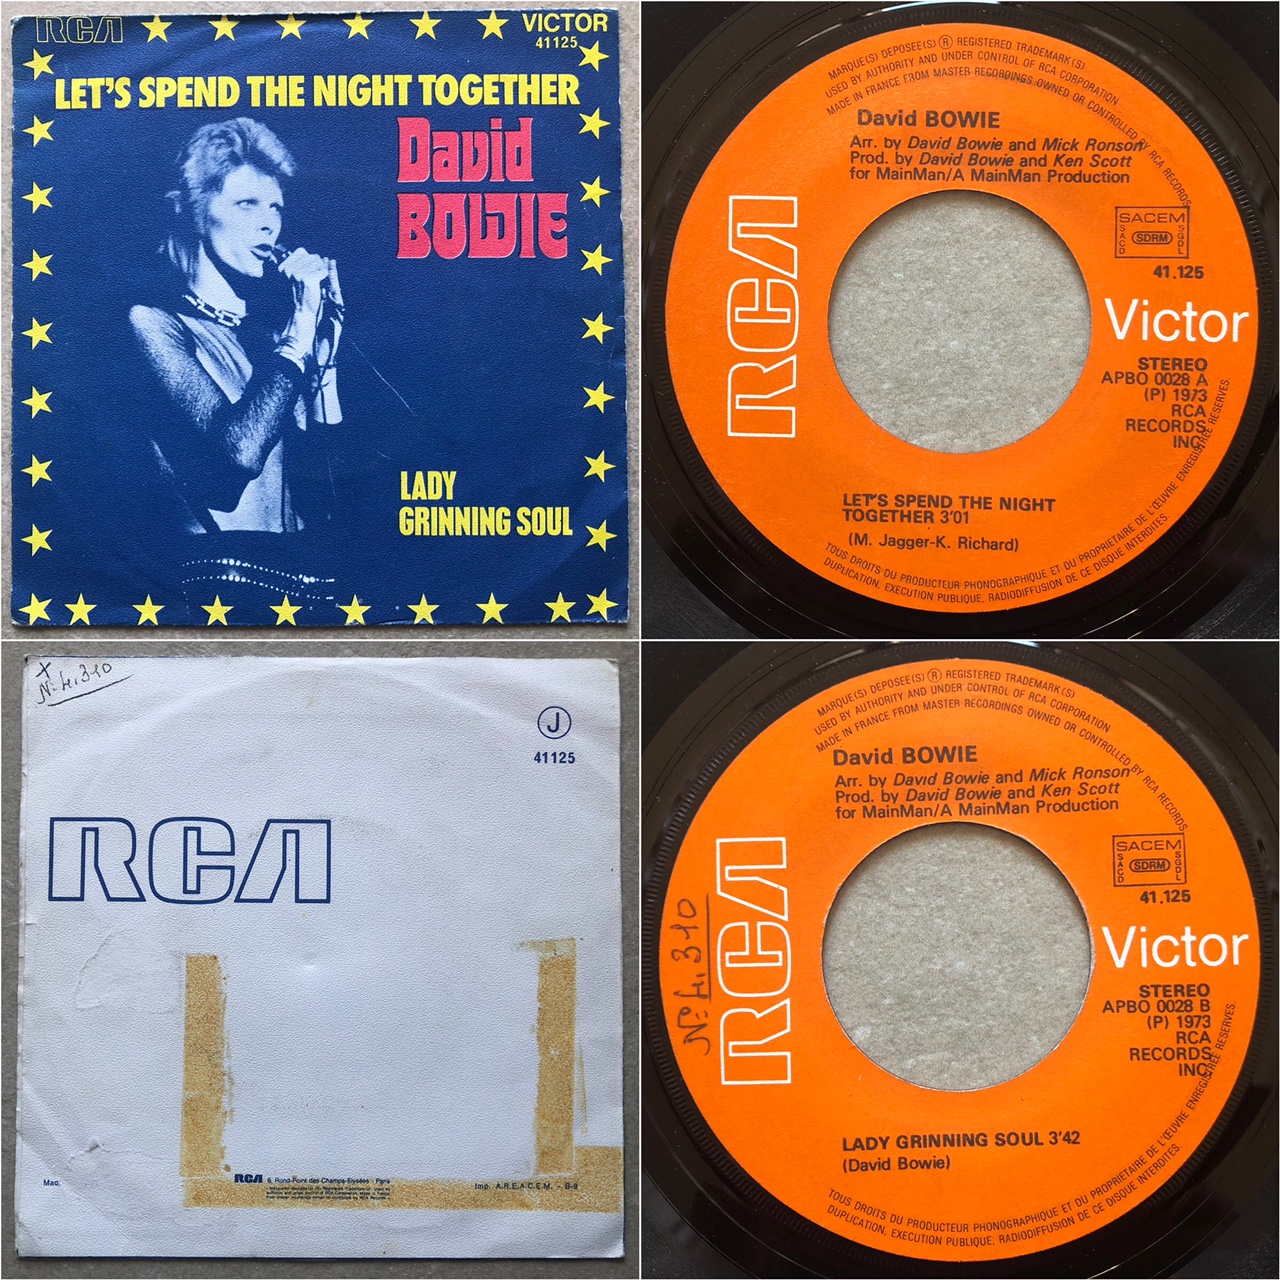 RCA
VICTOR
41125
LET'S SPEND THE NIGHT TOGETHER
David
BOWIE
LADY
GRINNING SOUL
MARQUE(S) DEPOSEE(S) ® REGISTERED TRADEMARK(S)
USED BY AUTHORITY AND UNDER CONTROL OF RCA CORPORATION
MADE IN FRANCE FROM MASTER RECORDINGS OWNED OR CONTROLLED BY RCA RECORDS
David BOWIE
Arr. by David Bowie and Mick Ronson
Prod. by David Bowie and Ken Scott
for MainMan/A MainMan Production
RCA
SACEM
SACD
SDRM
SGDL
41.125
Victor
STEREO
APBO 0028 A
(P) 1973
RCA
RECORDS
INC.
LET'S SPEND THE NIGHT
TOGETHER 3'01
(M. Jagger-K. Richard)
TOUS DROITS DU PRODUCTEUR PHONOGRAPHIQUE ET DU PROPRIETAIRE DE L'ŒUVRE ENREGISTREE RESERVES.
DUPLICATION, EXECUTION PUBLIQUE, RADIODIFFUSION DE CE DISQUE INTERDITES.
N° 4.310
J
41125
RCA
Mad.
RCA 6, Rond-Point des Champs-Elysées - Paris
Imp. A.R.E.A.C.E.M. - B-9
MARQUE(S) DEPOSEE(S) ® REGISTERED TRADEMARK(S)
USED BY AUTHORITY AND UNDER CONTROL OF RCA CORPORATION
MADE IN FRANCE FROM MASTER RECORDINGS OWNED OR CONTROLLED BY RCA RECORDS
David BOWIE
Arr. by David Bowie and Mick Ronson
Prod. by David Bowie and Ken Scott
for MainMan/A MainMan Production
N° 4.310
RCA
SACEM
SACD
SDRM
SGDL
41.125
Victor
STEREO
APBO 0028 B
(P) 1973
RCA
RECORDS
INC.
LADY GRINNING SOUL 3'42
(David Bowie)
TOUS DROITS DU PRODUCTEUR PHONOGRAPHIQUE ET DU PROPRIETAIRE DE L'ŒUVRE ENREGISTREE RESERVES.
DUPLICATION, EXECUTION PUBLIQUE, RADIODIFFUSION DE CE DISQUE INTERDITES.